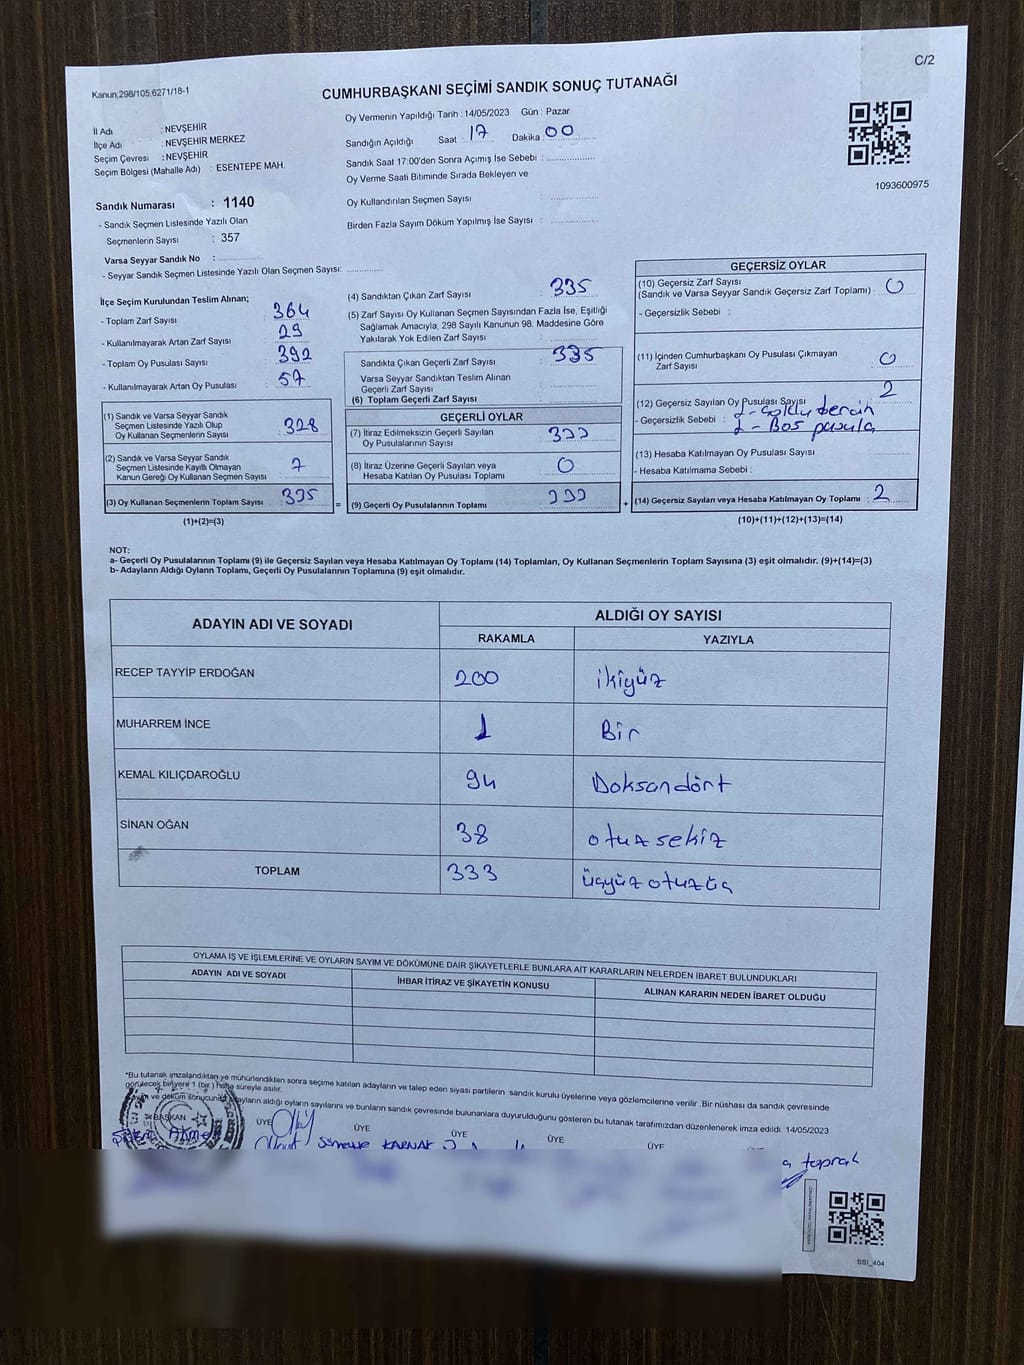 C/2
Kanun.298/105.6271/18-1
CUMHURBAŞKANI SEÇİMİ SANDIK SONUÇ TUTANAĞI
İl Adı : NEVŞEHİR
İlçe Adı : NEVŞEHİR MERKEZ
Seçim Çevresi : NEVŞEHİR
Seçim Bölgesi (Mahalle Adı) : ESENTEPE MAH.
Oy Vermenin Yapıldığı Tarih : 14/05/2023 Gün : Pazar
Sandığın Açıldığı Saat 17 Dakika 00
Sandık Saat 17:00'den Sonra Açımış İse Sebebi :
Oy Verme Saati Bitiminde Sırada Bekleyen ve
Oy Kullandırılan Seçmen Sayısı :
Birden Fazla Sayım Döküm Yapılmış İse Sayısı :
1093600975
Sandık Numarası : 1140
- Sandık Seçmen Listesinde Yazılı Olan
Seçmenlerin Sayısı : 357
Varsa Seyyar Sandık No :
- Seyyar Sandık Seçmen Listesinde Yazılı Olan Seçmen Sayısı:
İlçe Seçim Kurulundan Teslim Alınan;
- Toplam Zarf Sayısı : 364
- Kullanılmayarak Artan Zarf Sayısı : 29
- Toplam Oy Pusulası Sayısı : 392
- Kullanılmayarak Artan Oy Pusulası : 57
(1) Sandık ve Varsa Seyyar Sandık
Seçmen Listesinde Yazılı Olup
Oy Kullanan Seçmenlerin Sayısı : 328
(2) Sandık ve Varsa Seyyar Sandık
Seçmen Listesinde Kayıtlı Olmayan
Kanun Gereği Oy Kullanan Seçmen Sayısı : 7
(3) Oy Kullanan Seçmenlerin Toplam Sayısı : 335 =
(1)+(2)=(3)
(4) Sandıktan Çıkan Zarf Sayısı : 335
(5) Zarf Sayısı Oy Kullanan Seçmen Sayısından Fazla İse, Eşitliği
Sağlamak Amacıyla, 298 Sayılı Kanunun 98. Maddesine Göre
Yakılarak Yok Edilen Zarf Sayısı :
Sandıkta Çıkan Geçerli Zarf Sayısı : 335
Varsa Seyyar Sandıktan Teslim Alınan
Geçerli Zarf Sayısı :
(6) Toplam Geçerli Zarf Sayısı :
GEÇERLİ OYLAR
(7) İtiraz Edilmeksizin Geçerli Sayılan
Oy Pusulalarının Sayısı : 333
(8) İtiraz Üzerine Geçerli Sayılan veya
Hesaba Katılan Oy Pusulası Toplamı : 0
(9) Geçerli Oy Pusulalarının Toplamı : 333 +
GEÇERSİZ OYLAR
(10) Geçersiz Zarf Sayısı
(Sandık ve Varsa Seyyar Sandık Geçersiz Zarf Toplamı) : 0
- Geçersizlik Sebebi :
(11) İçinden Cumhurbaşkanı Oy Pusulası Çıkmayan
Zarf Sayısı : 0
(12) Geçersiz Sayılan Oy Pusulası Sayısı : 2
- Geçersizlik Sebebi : 1-Çoklu tercih
1-Boş pusula
(13) Hesaba Katılmayan Oy Pusulası Sayısı :
- Hesaba Katılmama Sebebi :
(14) Geçersiz Sayılan veya Hesaba Katılmayan Oy Toplamı : 2
(10)+(11)+(12)+(13)=(14)
NOT:
a- Geçerli Oy Pusulalarının Toplamı (9) ile Geçersiz Sayılan veya Hesaba Katılmayan Oy Toplamı (14) Toplamları, Oy Kullanan Seçmenlerin Toplam Sayısına (3) eşit olmalıdır. (9)+(14)=(3)
b- Adayların Aldığı Oyların Toplamı, Geçerli Oy Pusulalarının Toplamına (9) eşit olmalıdır.
ADAYIN ADI VE SOYADI ALDIĞI OY SAYISI
RAKAMLA YAZIYLA
RECEP TAYYİP ERDOĞAN 200 ikiyüz
MUHARREM İNCE 1 Bir
KEMAL KILIÇDAROĞLU 94 Doksandört
SİNAN OĞAN 38 otuzsekiz
TOPLAM 333 üçyüzotuzüç
OYLAMA İŞ VE İŞLEMLERİNE VE OYLARIN SAYIM VE DÖKÜMÜNE DAİR ŞİKAYETLERLE BUNLARA AİT KARARLARIN NELERDEN İBARET BULUNDUKLARI
ADAYIN ADI VE SOYADI İHBAR İTİRAZ VE ŞİKAYETİN KONUSU ALINAN KARARIN NEDEN İBARET OLDUĞU
*Bu tutanak imzalandıktan ve mühürlendikten sonra seçime katılan adayların ve talep eden siyasi partilerin sandık kurulu üyelerine veya gözlemcilerine verilir .Bir nüshası da sandık çevresinde
görülecek bir yere 1 (bir ) hafta süreyle asılır.
Sayım ve döküm sonucunda adayların aldığı oyların sayılarını ve bunların sandık çevresinde bulunanlara duyurulduğunu gösteren bu tutanak tarafımızdan düzenlenerek imza edildi. 14/05/2023
BAŞKAN ÜYE ÜYE ÜYE ÜYE ÜYE
toprak
BSI_404